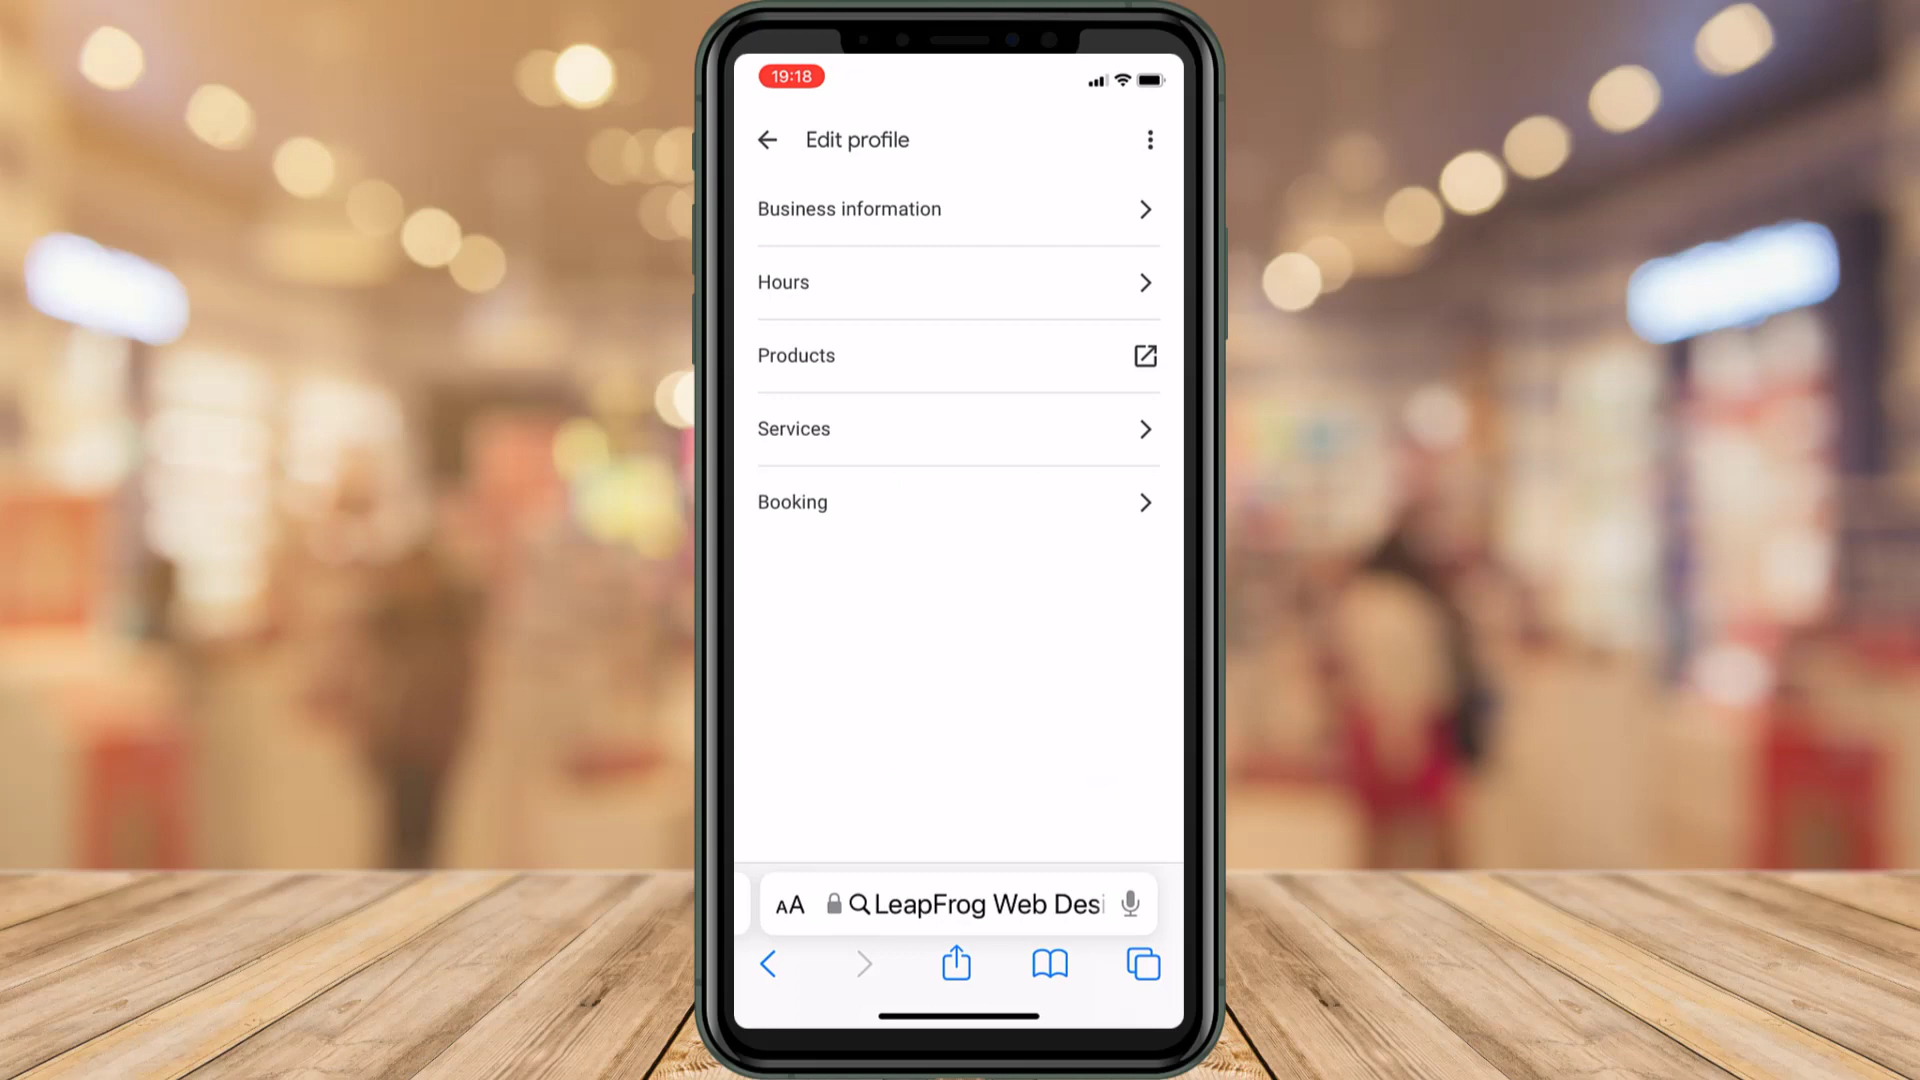 19:18
Edit profile
Business information
Hours
Products
Services
Booking
AA LeapFrog Web Desi